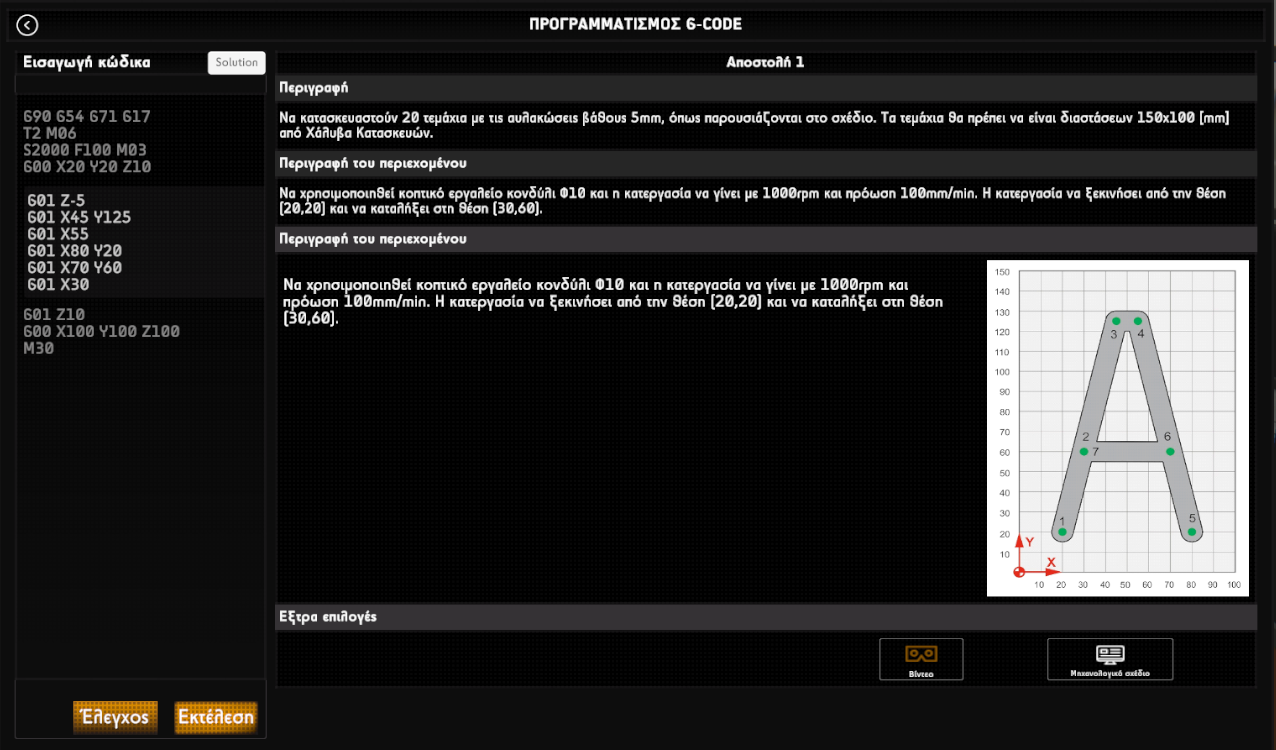 ΠΡΟΓΡΑΜΜΑΤΙΣΜΟΣ G-CODE
Εισαγωγή κώδικα
Solution
G90 G54 G71 G17
T2 M06
S2000 F100 M03
G00 X20 Y20 Z10
G01 Z-5
G01 X45 Y125
G01 X55
G01 X80 Y20
G01 X70 Y60
G01 X30
G01 Z10
G00 X100 Y100 Z100
M30
Έλεγχος
Εκτέλεση
Αποστολή 1
Περιγραφή
Να κατασκευαστούν 20 τεμάχια με τις αυλακώσεις βάθους 5mm, όπως παρουσιάζονται στο σχέδιο. Τα τεμάχια θα πρέπει να είναι διαστάσεων 150x100 [mm]
από Χάλυβα Κατασκευών.
Περιγραφή του περιεχομένου
Να χρησιμοποιηθεί κοπτικό εργαλείο κονδύλι Φ10 και η κατεργασία να γίνει με 1000rpm και πρόωση 100mm/min. Η κατεργασία να ξεκινήσει από την θέση
(20,20) και να καταλήξει στη θέση (30,60).
Περιγραφή του περιεχομένου
Να χρησιμοποιηθεί κοπτικό εργαλείο κονδύλι Φ10 και η κατεργασία να γίνει με 1000rpm και
πρόωση 100mm/min. Η κατεργασία να ξεκινήσει από την θέση (20,20) και να καταλήξει στη θέση
(30,60).
150
140
130
120
3 4
110
100
90
80
70
2 6
60
7
50
40
30
1 5
20
Y
10
X
10 20 30 40 50 60 70 80 90 100
Εξτρα επιλογές
Βίντεο
Μηχανολογικό σχέδιο